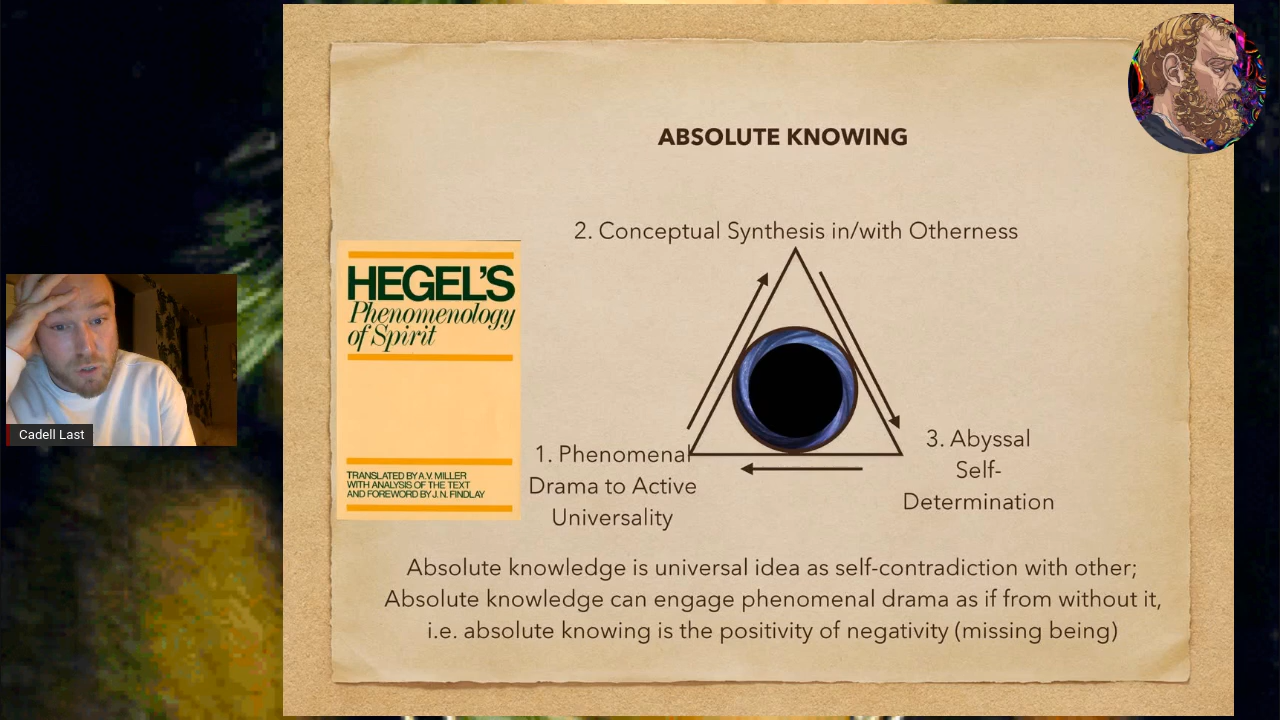 ABSOLUTE KNOWING
2. Conceptual Synthesis in/with Otherness
HEGEL'S
Phenomenology
of Spirit
TRANSLATED BY A.V. MILLER
WITH ANALYSIS OF THE TEXT
AND FOREWORD BY J. N. FINDLAY
Cadell Last
1. Phenomenal
Drama to Active
Universality
3. Abyssal
Self-
Determination
Absolute knowledge is universal idea as self-contradiction with other;
Absolute knowledge can engage phenomenal drama as if from without it,
i.e. absolute knowing is the positivity of negativity (missing being)